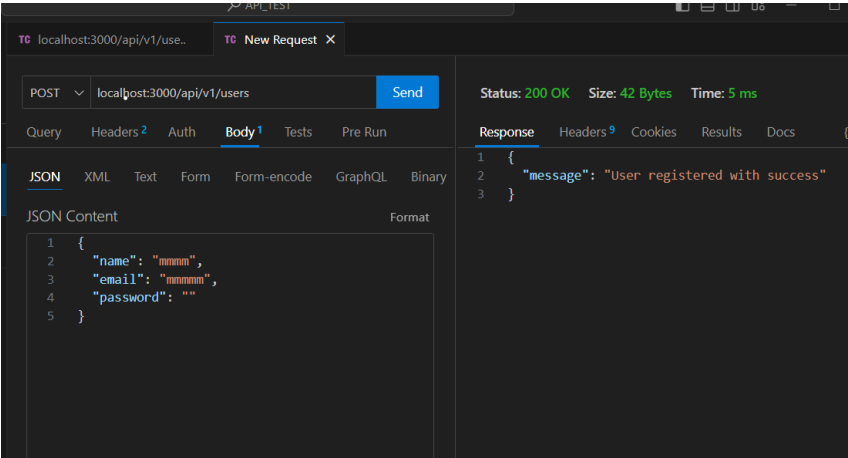 API_TEST
TC localhost:3000/api/v1/use..
TC New Request
POST localhost:3000/api/v1/users Send
Query Headers 2 Auth Body 1 Tests Pre Run
JSON XML Text Form Form-encode GraphQL Binary
JSON Content Format
1 {
2 "name": "mmmm",
3 "email": "mmmmm",
4 "password": ""
5 }
Status: 200 OK Size: 42 Bytes Time: 5 ms
Response Headers 9 Cookies Results Docs {
1 {
2 "message": "User registered with success"
3 }